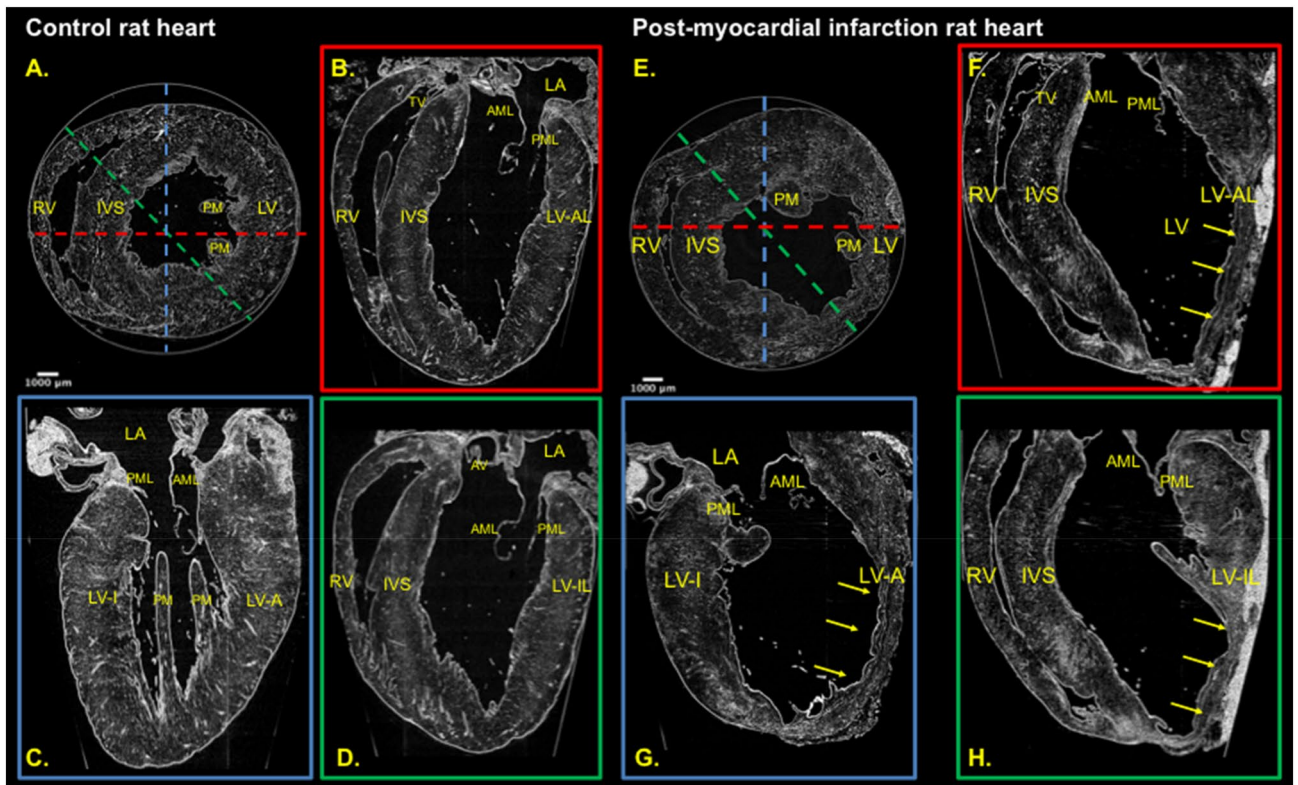 Control rat heart
Post-myocardial infarction rat heart
A.
RV
IVS
PM
PM
LV
1000 µm
B.
LA
TV
AML
PML
RV
IVS
LV-AL
E.
PM
RV
IVS
PM
LV
1000 µm
F.
TV
AML
PML
RV
IVS
LV-AL
LV
LA
PML
AML
LV-I
PM
PM
LV-A
C.
AV
LA
AML
PML
RV
IVS
LV-IL
D.
LA
AML
PML
LV-I
LV-A
G.
AML
PML
RV
IVS
LV-IL
H.